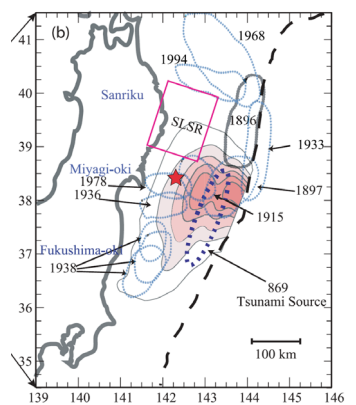 (b)
1968
1994
Sanriku
SLSR
1896
1933
Miyagi-oki
1978
1936
1897
1915
Fukushima-oki
1938
869
Tsunami Source
100 km
41
40
39
38
37
36
35
139 140 141 142 143 144 145 146